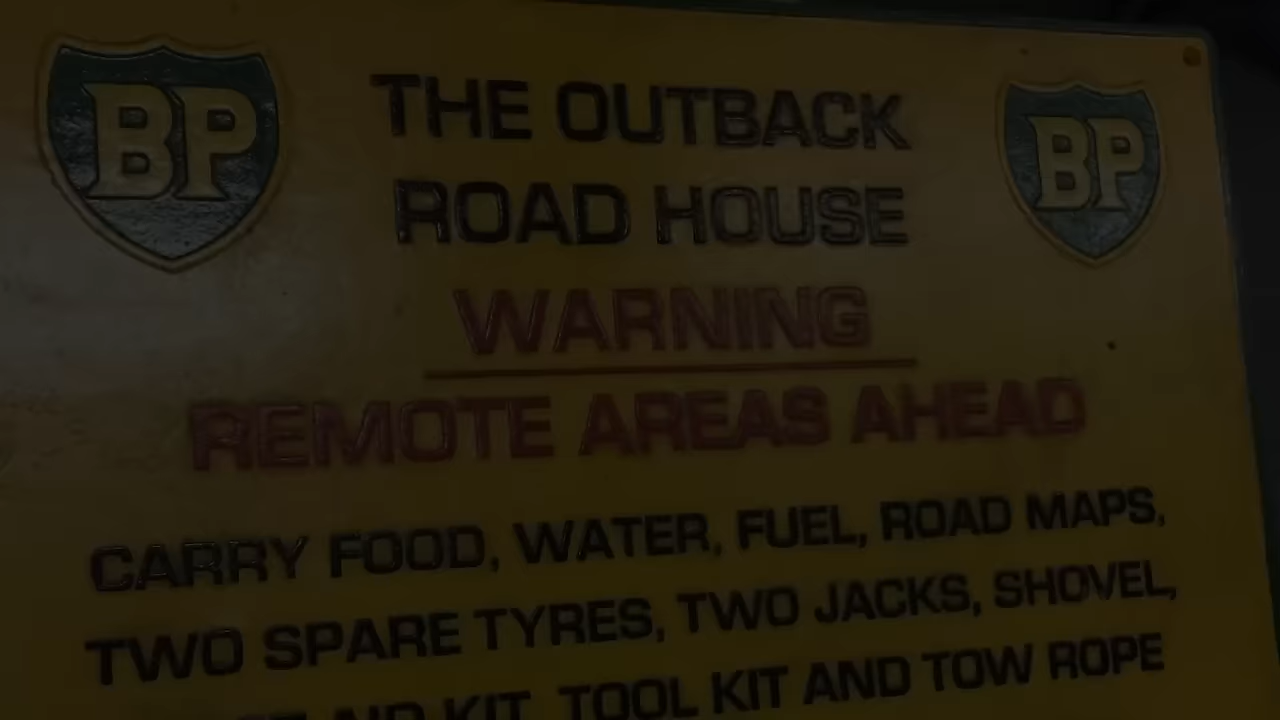 BP
THE OUTBACK
BP
ROAD HOUSE
WARNING
REMOTE AREAS AHEAD
CARRY FOOD, WATER, FUEL, ROAD MAPS,
TWO SPARE TYRES, TWO JACKS, SHOVEL,
AID KIT, TOOL KIT AND TOW ROPE